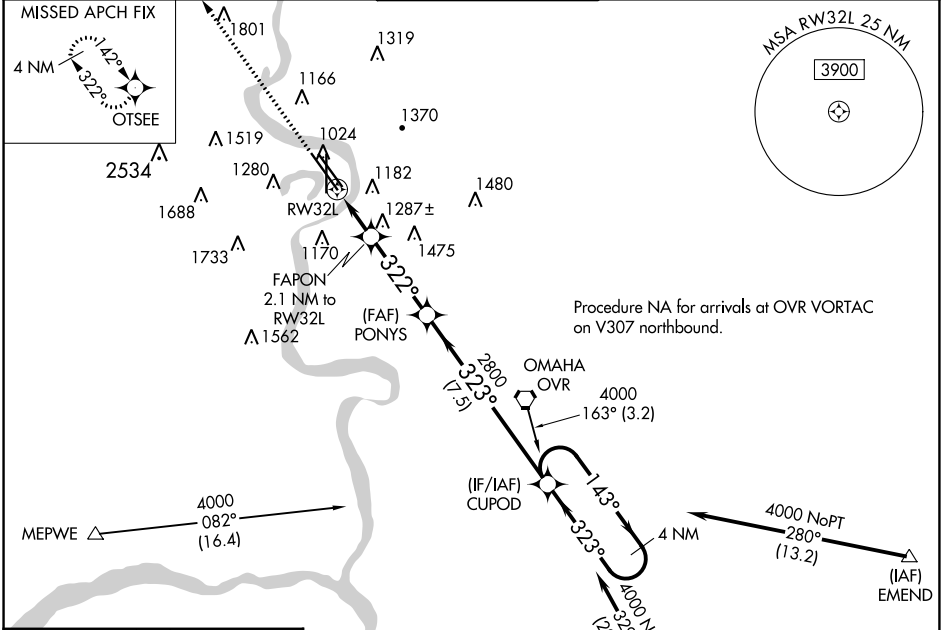 MISSED APCH FIX
4 NM
142°
322°
OTSEE
1801
1319
1166
1370
1519
1024
2534
1280
1182
1480
1688
RW32L
1287±
1733
1170
1475
FAPON
2.1 NM to
RW32L
322°
1562
(FAF)
PONYS
MSA RW32L 25 NM
3900
Procedure NA for arrivals at OVR VORTAC
on V307 northbound.
2800
323°
(7.5)
OMAHA
OVR
4000
163° (3.2)
(IF/IAF)
CUPOD
143°
323°
4 NM
MEPWE
4000
082°
(16.4)
4000 NoPT
280°
(13.2)
(IAF)
EMEND
4000 N